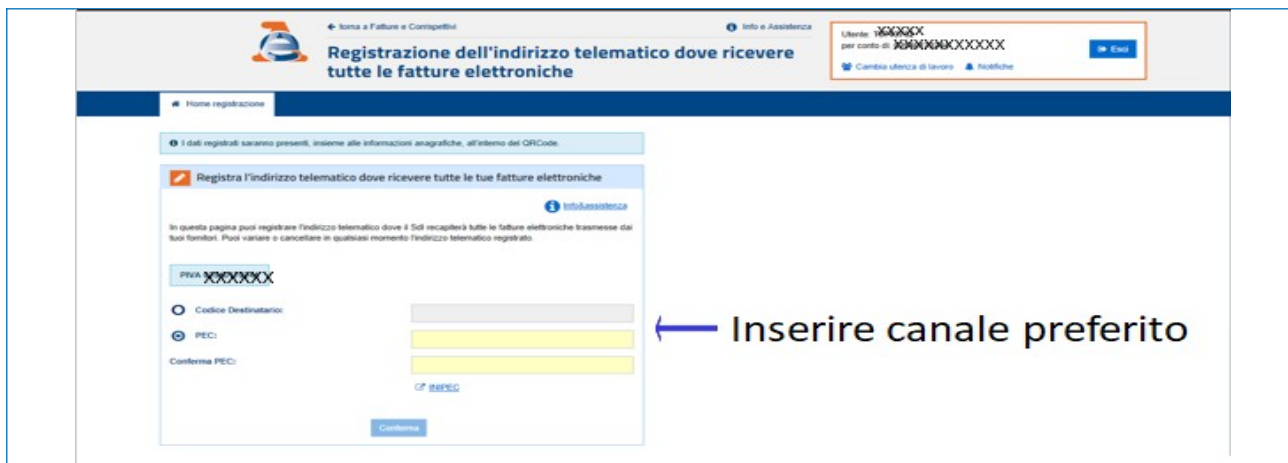 torna a Fatture e Corrispettivi
Info e Assistenza
Registrazione dell'indirizzo telematico dove ricevere
tutte le fatture elettroniche
Utente: XXXXX
per conto di: XXXXXXXXXXX
Esci
Cambia utenza di lavoro Notifiche
Home registrazione
I dati registrati saranno presenti, insieme alle informazioni anagrafiche, all'interno del QRCode.
Registra l'indirizzo telematico dove ricevere tutte le tue fatture elettroniche
Info&assistenza
In questa pagina puoi registrare l'indirizzo telematico dove il SdI recapiterà tutte le fatture elettroniche trasmesse dai
tuoi fornitori. Puoi variare o cancellare in qualsiasi momento l'indirizzo telematico registrato.
PIVA XXXXXX
Codice Destinatario:
PEC:
Conferma PEC:
INIPEC
Conferma
Inserire canale preferito